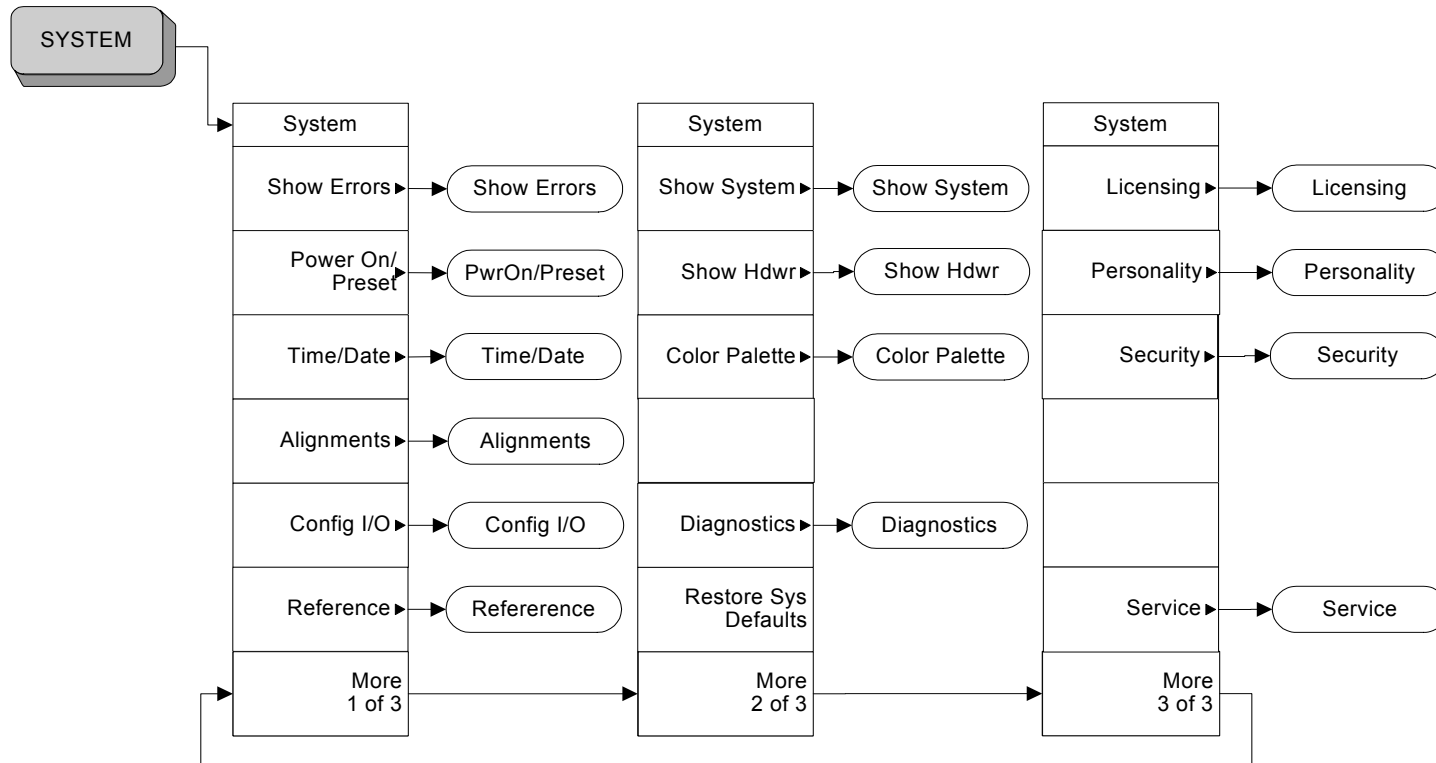 SYSTEM
System
Show Errors
Show Errors
Power On/
Preset
PwrOn/Preset
Time/Date
Time/Date
Alignments
Alignments
Config I/O
Config I/O
Reference
Refererence
More
1 of 3
System
Show System
Show System
Show Hdwr
Show Hdwr
Color Palette
Color Palette
Diagnostics
Diagnostics
Restore Sys
Defaults
More
2 of 3
System
Licensing
Licensing
Personality
Personality
Security
Security
Service
Service
More
3 of 3